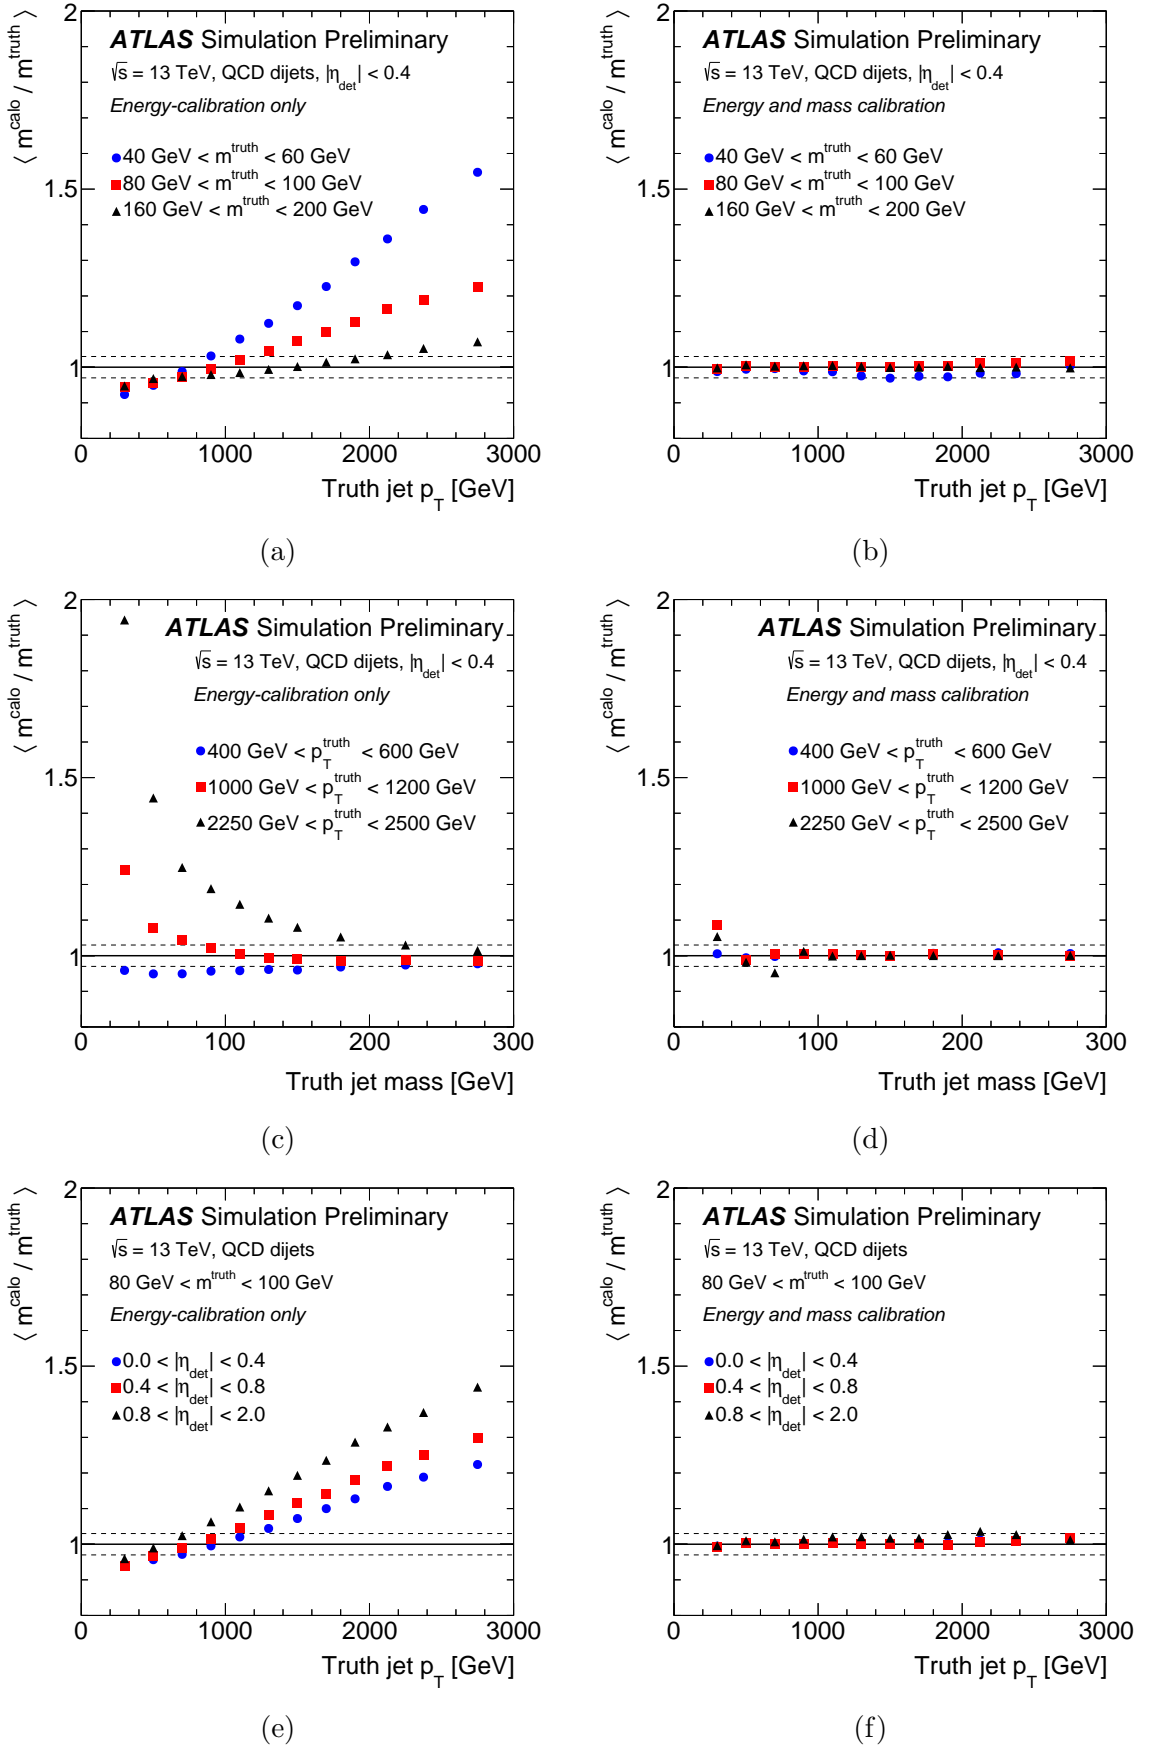 ATLAS Simulation Preliminary
√s = 13 TeV, QCD dijets, |η_det| < 0.4
Energy-calibration only
40 GeV < m^truth < 60 GeV
80 GeV < m^truth < 100 GeV
160 GeV < m^truth < 200 GeV
⟨ m^calo / m^truth ⟩
2
1.5
1
0 1000 2000 3000
Truth jet p_T [GeV]
(a)
ATLAS Simulation Preliminary
√s = 13 TeV, QCD dijets, |η_det| < 0.4
Energy and mass calibration
40 GeV < m^truth < 60 GeV
80 GeV < m^truth < 100 GeV
160 GeV < m^truth < 200 GeV
⟨ m^calo / m^truth ⟩
2
1.5
1
0 1000 2000 3000
Truth jet p_T [GeV]
(b)
ATLAS Simulation Preliminary
√s = 13 TeV, QCD dijets, |η_det| < 0.4
Energy-calibration only
400 GeV < p_T^truth < 600 GeV
1000 GeV < p_T^truth < 1200 GeV
2250 GeV < p_T^truth < 2500 GeV
⟨ m^calo / m^truth ⟩
2
1.5
1
0 100 200 300
Truth jet mass [GeV]
(c)
ATLAS Simulation Preliminary
√s = 13 TeV, QCD dijets, |η_det| < 0.4
Energy and mass calibration
400 GeV < p_T^truth < 600 GeV
1000 GeV < p_T^truth < 1200 GeV
2250 GeV < p_T^truth < 2500 GeV
⟨ m^calo / m^truth ⟩
2
1.5
1
0 100 200 300
Truth jet mass [GeV]
(d)
ATLAS Simulation Preliminary
√s = 13 TeV, QCD dijets
80 GeV < m^truth < 100 GeV
Energy-calibration only
0.0 < |η_det| < 0.4
0.4 < |η_det| < 0.8
0.8 < |η_det| < 2.0
⟨ m^calo / m^truth ⟩
2
1.5
1
0 1000 2000 3000
Truth jet p_T [GeV]
(e)
ATLAS Simulation Preliminary
√s = 13 TeV, QCD dijets
80 GeV < m^truth < 100 GeV
Energy and mass calibration
0.0 < |η_det| < 0.4
0.4 < |η_det| < 0.8
0.8 < |η_det| < 2.0
⟨ m^calo / m^truth ⟩
2
1.5
1
0 1000 2000 3000
Truth jet p_T [GeV]
(f)